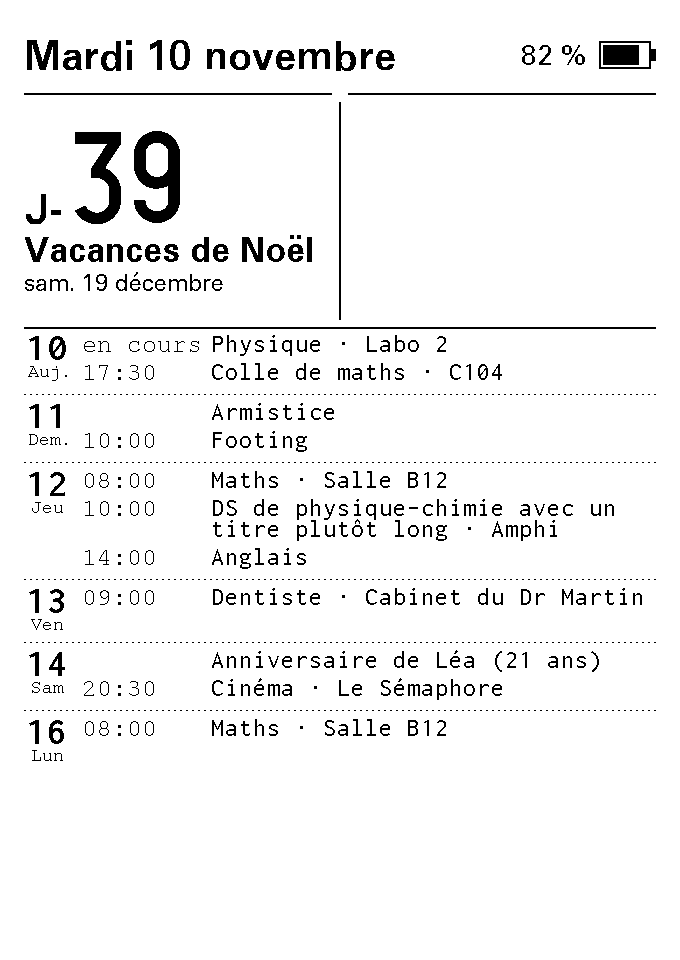 Mardi 10 novembre
82 %
J-39
Vacances de Noël
sam. 19 décembre
10 en cours Physique · Labo 2
Auj. 17:30 Colle de maths · C104
11 Armistice
Dem. 10:00 Footing
12 08:00 Maths · Salle B12
Jeu 10:00 DS de physique-chimie avec un
titre plutôt long · Amphi
14:00 Anglais
13 09:00 Dentiste · Cabinet du Dr Martin
Ven
14 Anniversaire de Léa (21 ans)
Sam 20:30 Cinéma · Le Sémaphore
16 08:00 Maths · Salle B12
Lun